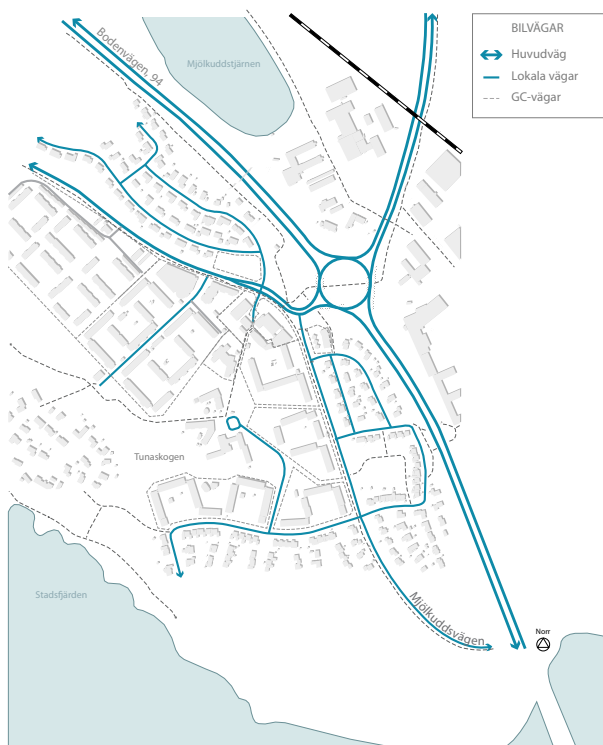 BILVÄGAR
Huvudväg
Lokala vägar
GC-vägar
Bodenvägen, 94
Mjölkuddstjärnen
Tunaskogen
Stadsfjärden
Mjölkuddsvägen
Norr